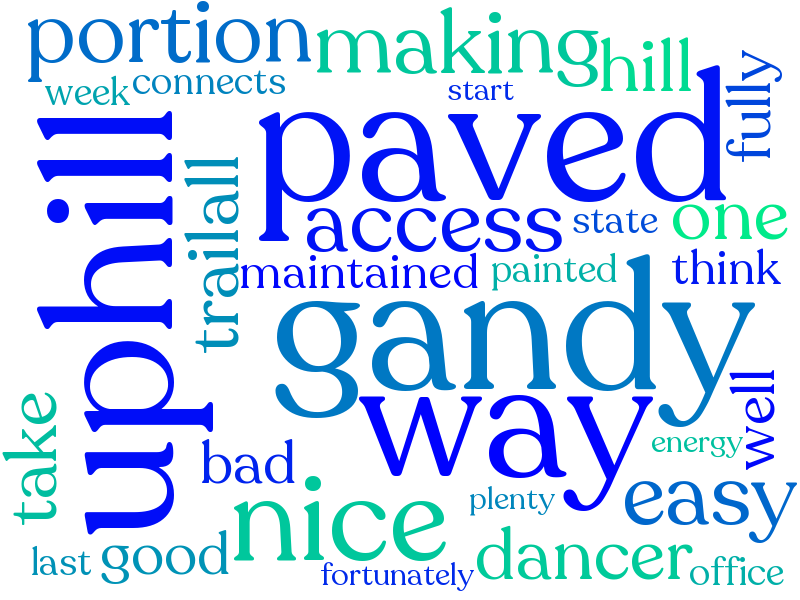 portion
making
hill
week
connects
start
fully
uphill
paved
trailall
access
state
one
maintained
painted
think
gandy
way
take
bad
well
energy
nice
plenty
easy
last
good
fortunately
dancer
office